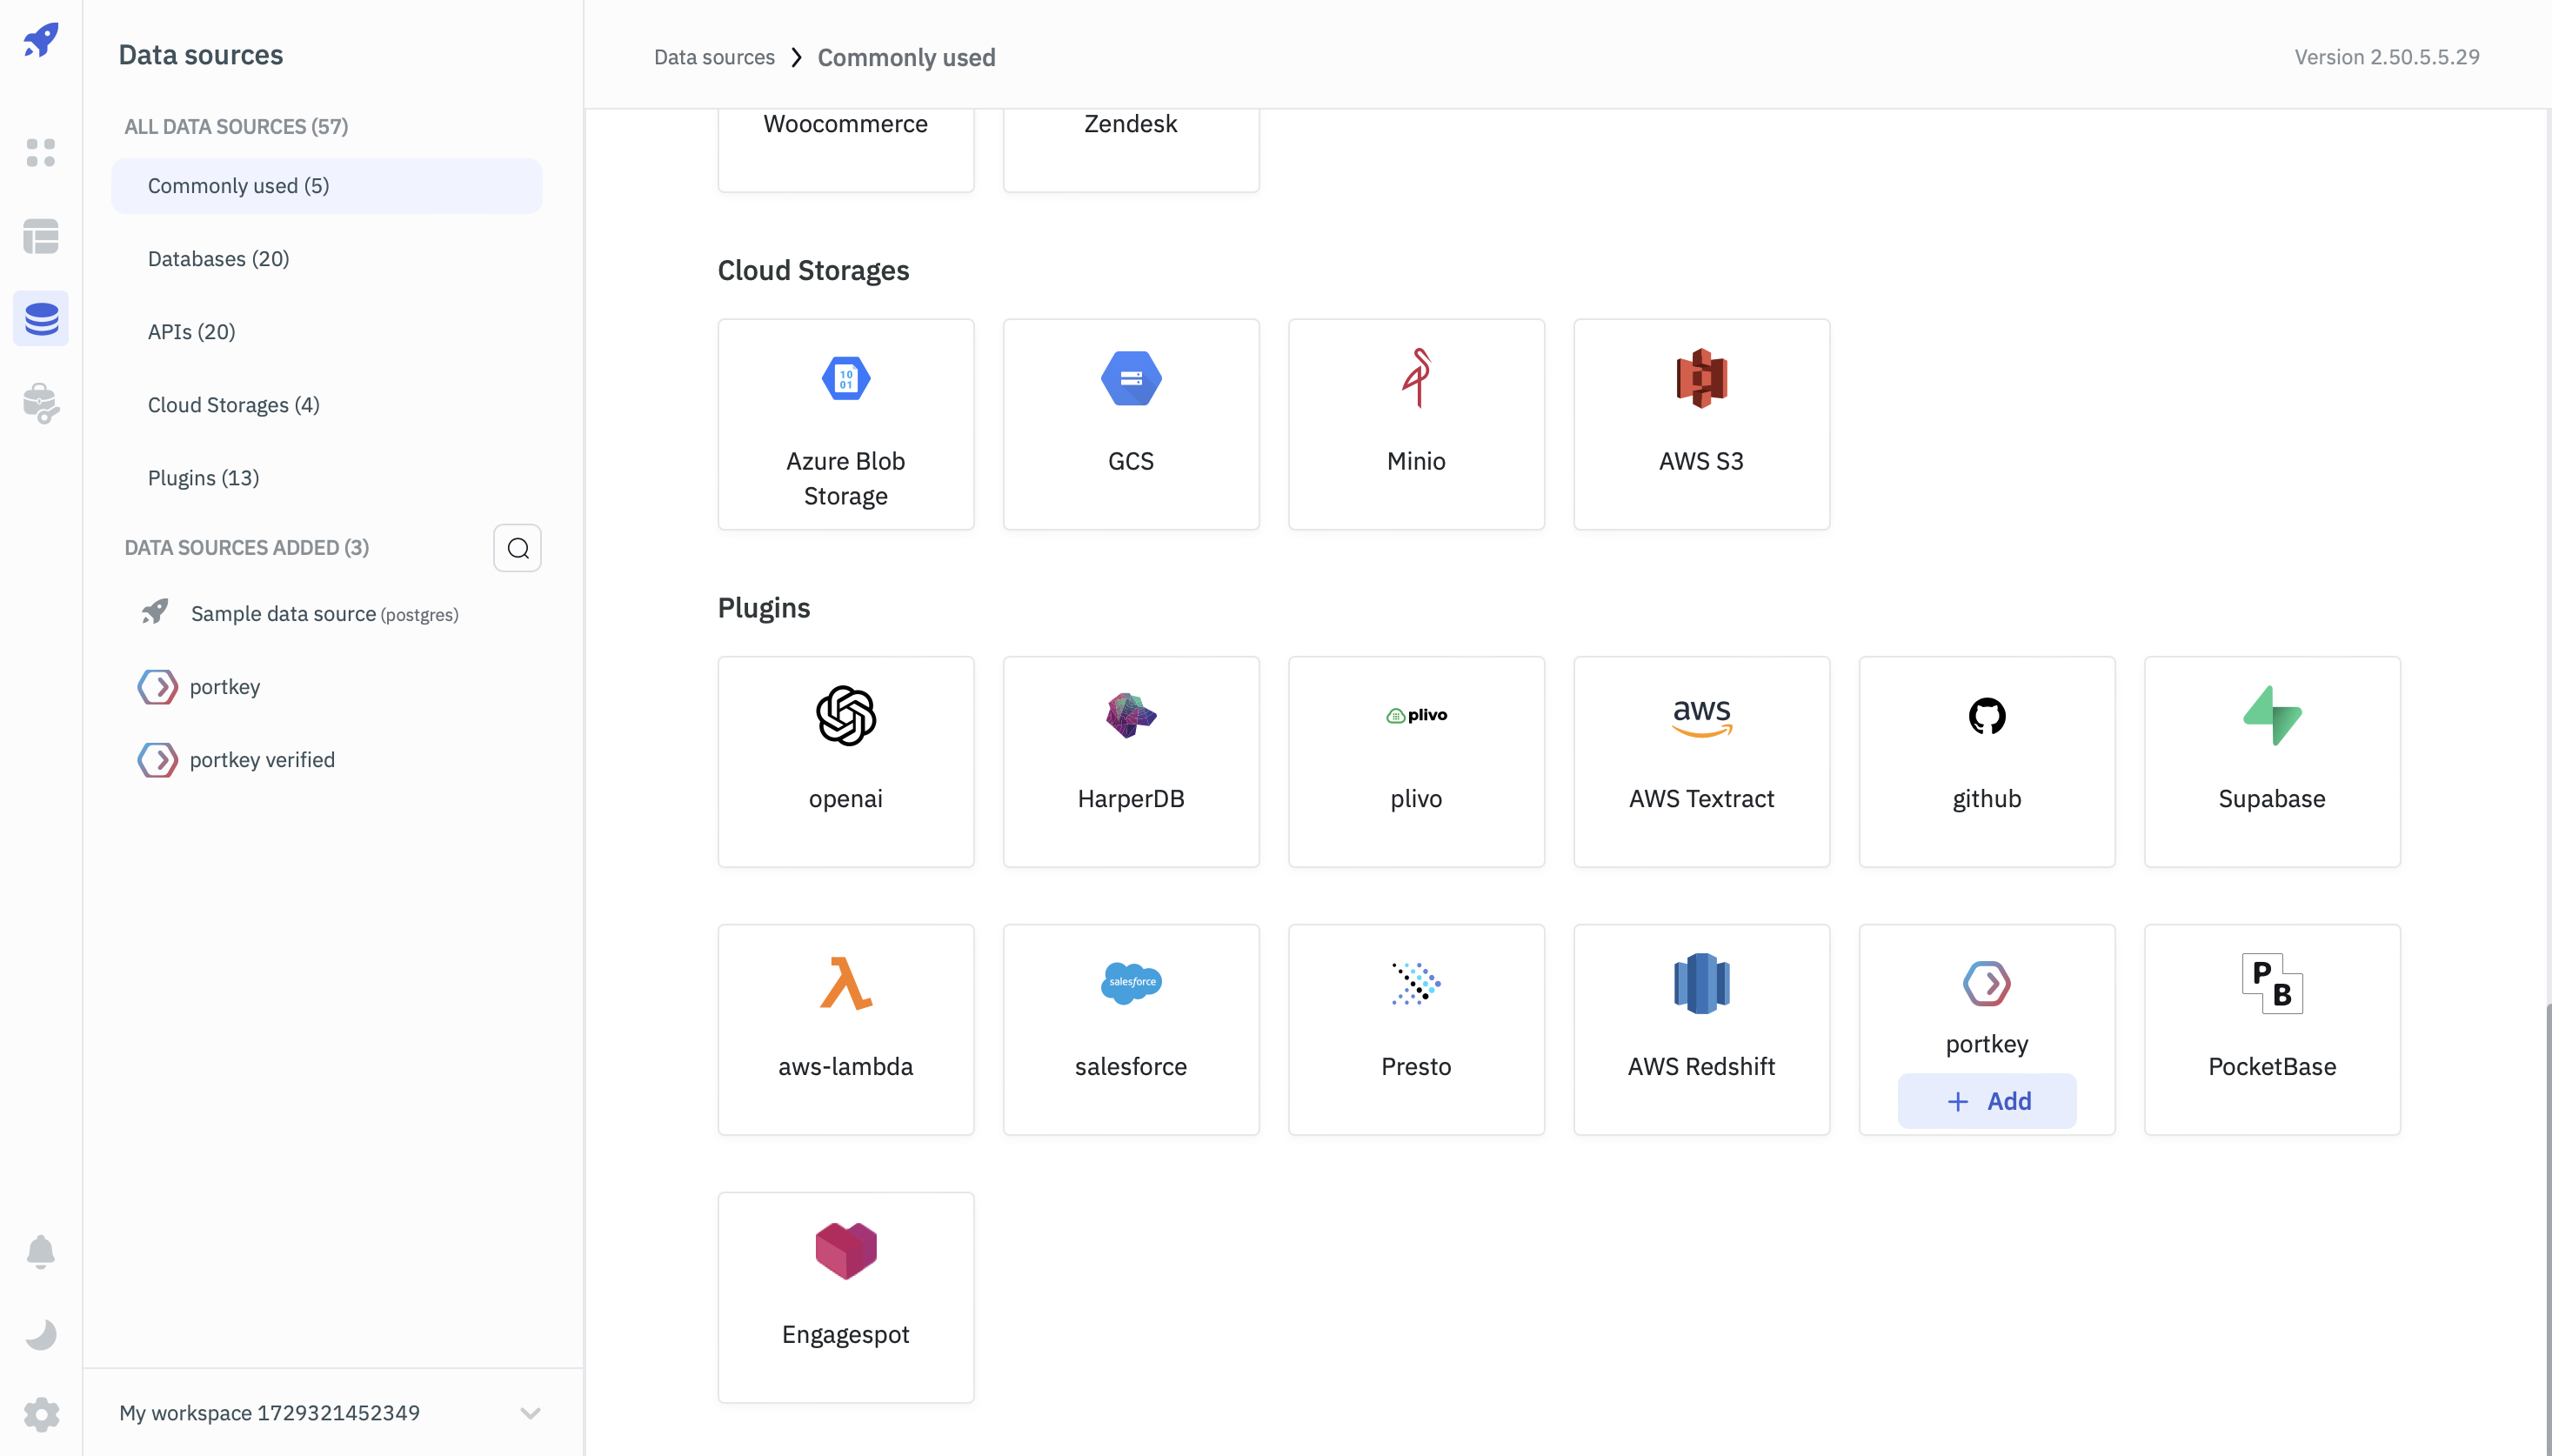 Data sources
ALL DATA SOURCES (57)
Commonly used (5)
Databases (20)
APIs (20)
Cloud Storages (4)
Plugins (13)
DATA SOURCES ADDED (3)
Sample data source (postgres)
portkey
portkey verified
My workspace 1729321452349
Data sources
Commonly used
Version 2.50.5.5.29
Woocommerce
Zendesk
Cloud Storages
10
01
Azure Blob
Storage
GCS
Minio
AWS S3
Plugins
openai
HarperDB
plivo
plivo
aws
AWS Textract
github
Supabase
aws-lambda
salesforce
salesforce
Presto
AWS Redshift
portkey
+ Add
P
B
PocketBase
Engagespot